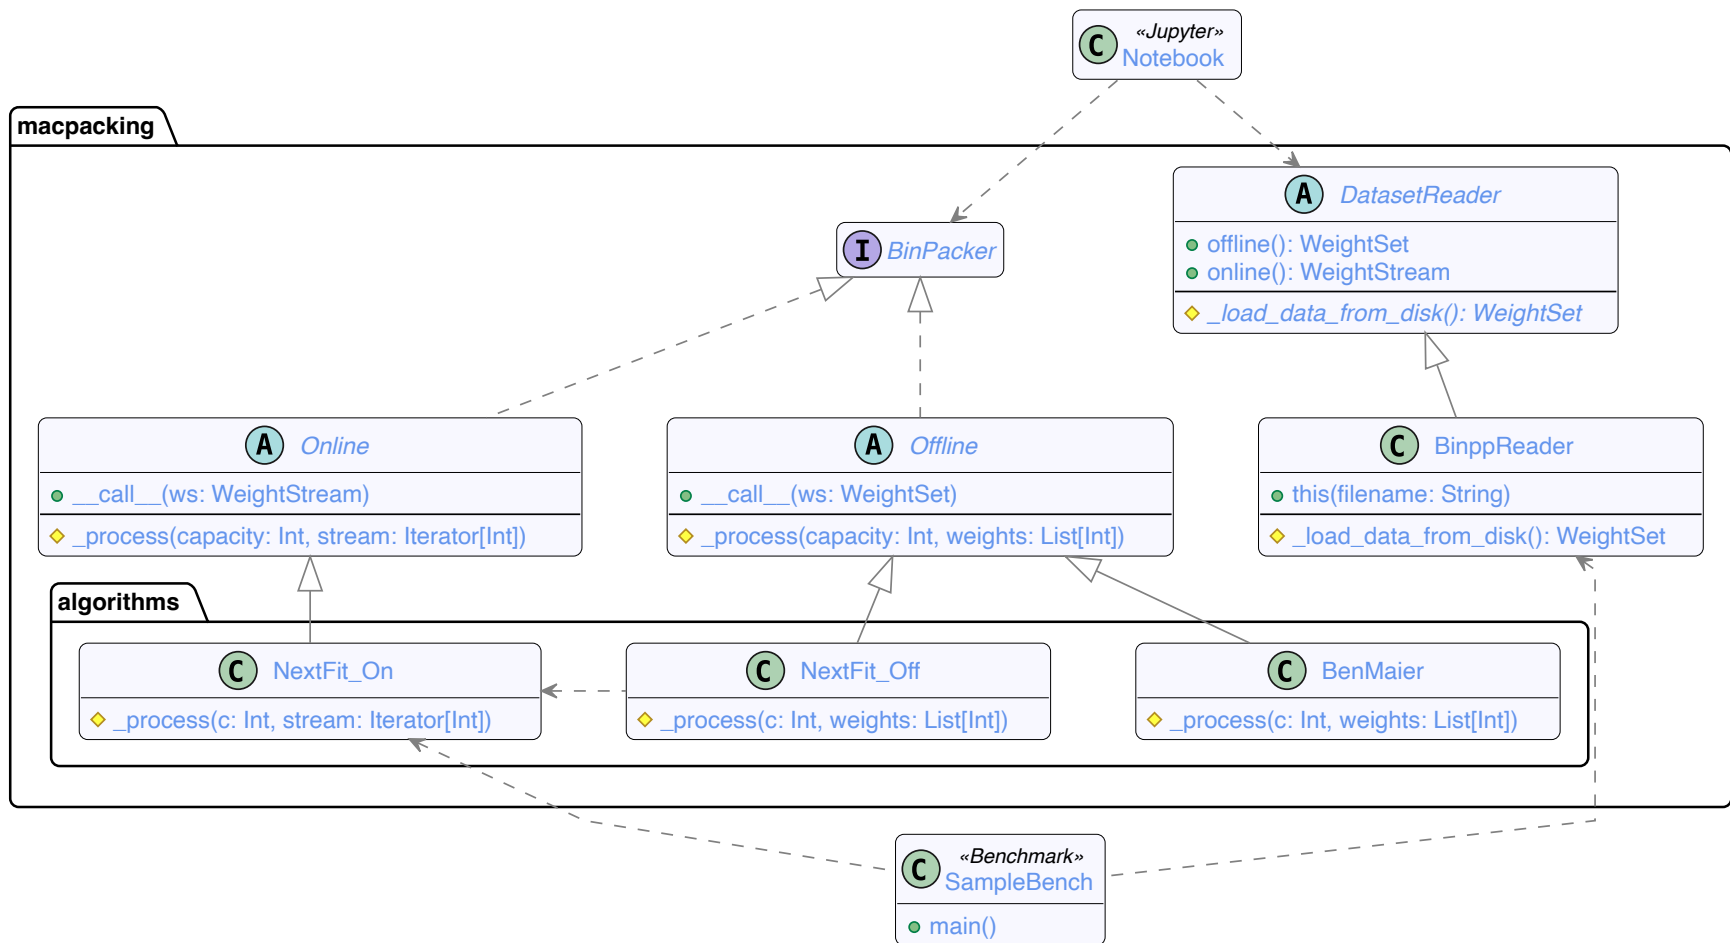 «Jupyter»
C
Notebook
macpacking
A DatasetReader
offline(): WeightSet
online(): WeightStream
_load_data_from_disk(): WeightSet
I BinPacker
A Online
__call__(ws: WeightStream)
_process(capacity: Int, stream: Iterator[Int])
A Offline
__call__(ws: WeightSet)
_process(capacity: Int, weights: List[Int])
C BinppReader
this(filename: String)
_load_data_from_disk(): WeightSet
algorithms
C NextFit_On
_process(c: Int, stream: Iterator[Int])
C NextFit_Off
_process(c: Int, weights: List[Int])
C BenMaier
_process(c: Int, weights: List[Int])
«Benchmark»
C
SampleBench
main()